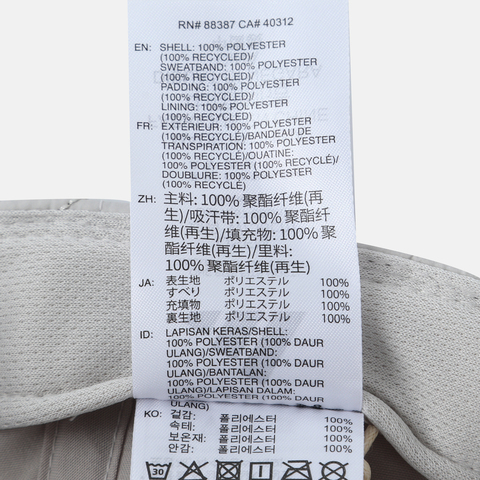 RN# 88387 CA# 40312
EN: SHELL: 100% POLYESTER
(100% RECYCLED)/
SWEATBAND: 100% POLYESTER
(100% RECYCLED)/
PADDING: 100% POLYESTER
(100% RECYCLED)/
LINING: 100% POLYESTER
(100% RECYCLED)
FR: EXTÉRIEUR: 100% POLYESTER
(100% RECYCLÉ)/BANDEAU DE
TRANSPIRATION: 100% POLYESTER
(100% RECYCLÉ)/OUATINE:
100% POLYESTER (100% RECYCLÉ)/
DOUBLURE: 100% POLYESTER
(100% RECYCLÉ)
ZH: 主料: 100% 聚酯纤维(再
生)/吸汗带: 100% 聚酯纤
维(再生)/填充物: 100% 聚
酯纤维(再生)/里料:
100% 聚酯纤维(再生)
JA: 表生地 ポリエステル 100%
すべり ポリエステル 100%
充填物 ポリエステル 100%
裏生地 ポリエステル 100%
ID: LAPISAN KERAS/SHELL:
100% POLYESTER (100% DAUR
ULANG)/SWEATBAND:
100% POLYESTER (100% DAUR
ULANG)/BANTALAN:
100% POLYESTER (100% DAUR
ULANG)/LAPISAN DALAM:
100% POLYESTER (100% DAUR
ULANG)
KO: 겉감: 폴리에스터 100%
속테: 폴리에스터 100%
보온재: 폴리에스터 100%
안감: 폴리에스터 100%
30